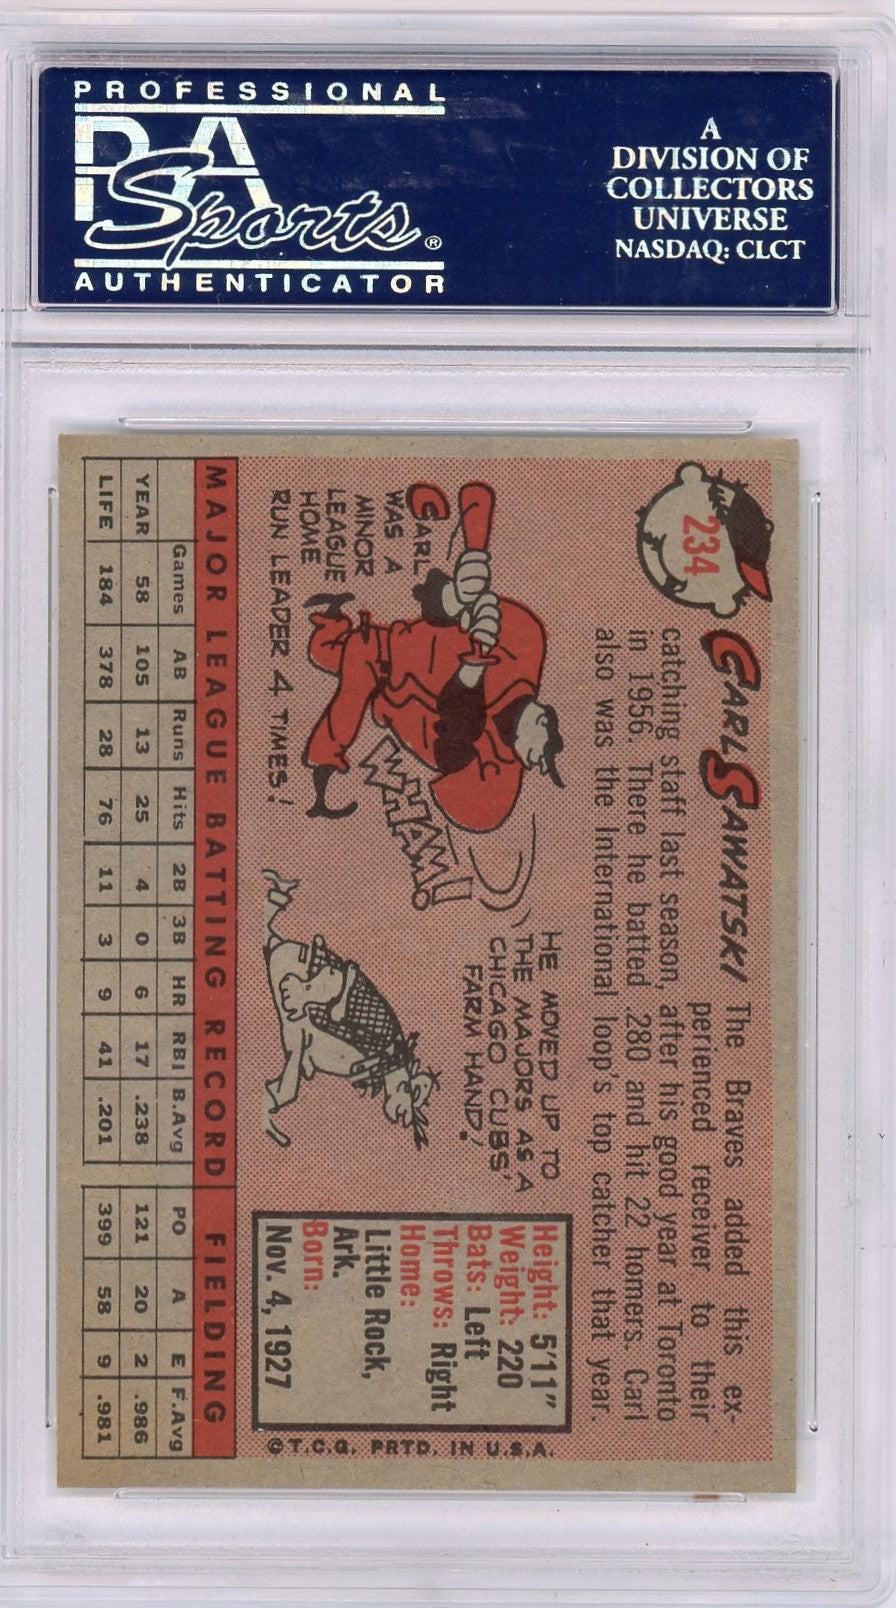 PROFESSIONAL
PSA
Sports®
AUTHENTICATOR
A
DIVISION OF
COLLECTORS
UNIVERSE
NASDAQ: CLCT
234
CARL SAWATSKI The Braves added this ex-
perienced receiver to their
catching staff last season, after his good year at Toronto
in 1956. There he batted .280 and hit 22 homers. Carl
also was the International loop's top catcher that year.
CARL
WAS A
MINOR
LEAGUE
HOME
RUN LEADER 4 TIMES!
WHAM!
HE MOVED UP TO
THE MAJORS AS A
CHICAGO CUBS'
FARM HAND!
Height: 5'11"
Weight: 220
Bats: Left
Throws: Right
Home:
Little Rock,
Ark.
Born:
Nov. 4, 1927
©T.C.G. PRTD. IN U.S.A.
MAJOR LEAGUE BATTING RECORD FIELDING
Games AB Runs Hits 2B 3B HR RBI B.Avg PO A E F.Avg
YEAR 58 105 13 25 4 0 6 17 .238 121 20 2 .986
LIFE 184 378 28 76 11 3 9 41 .201 399 58 9 .981